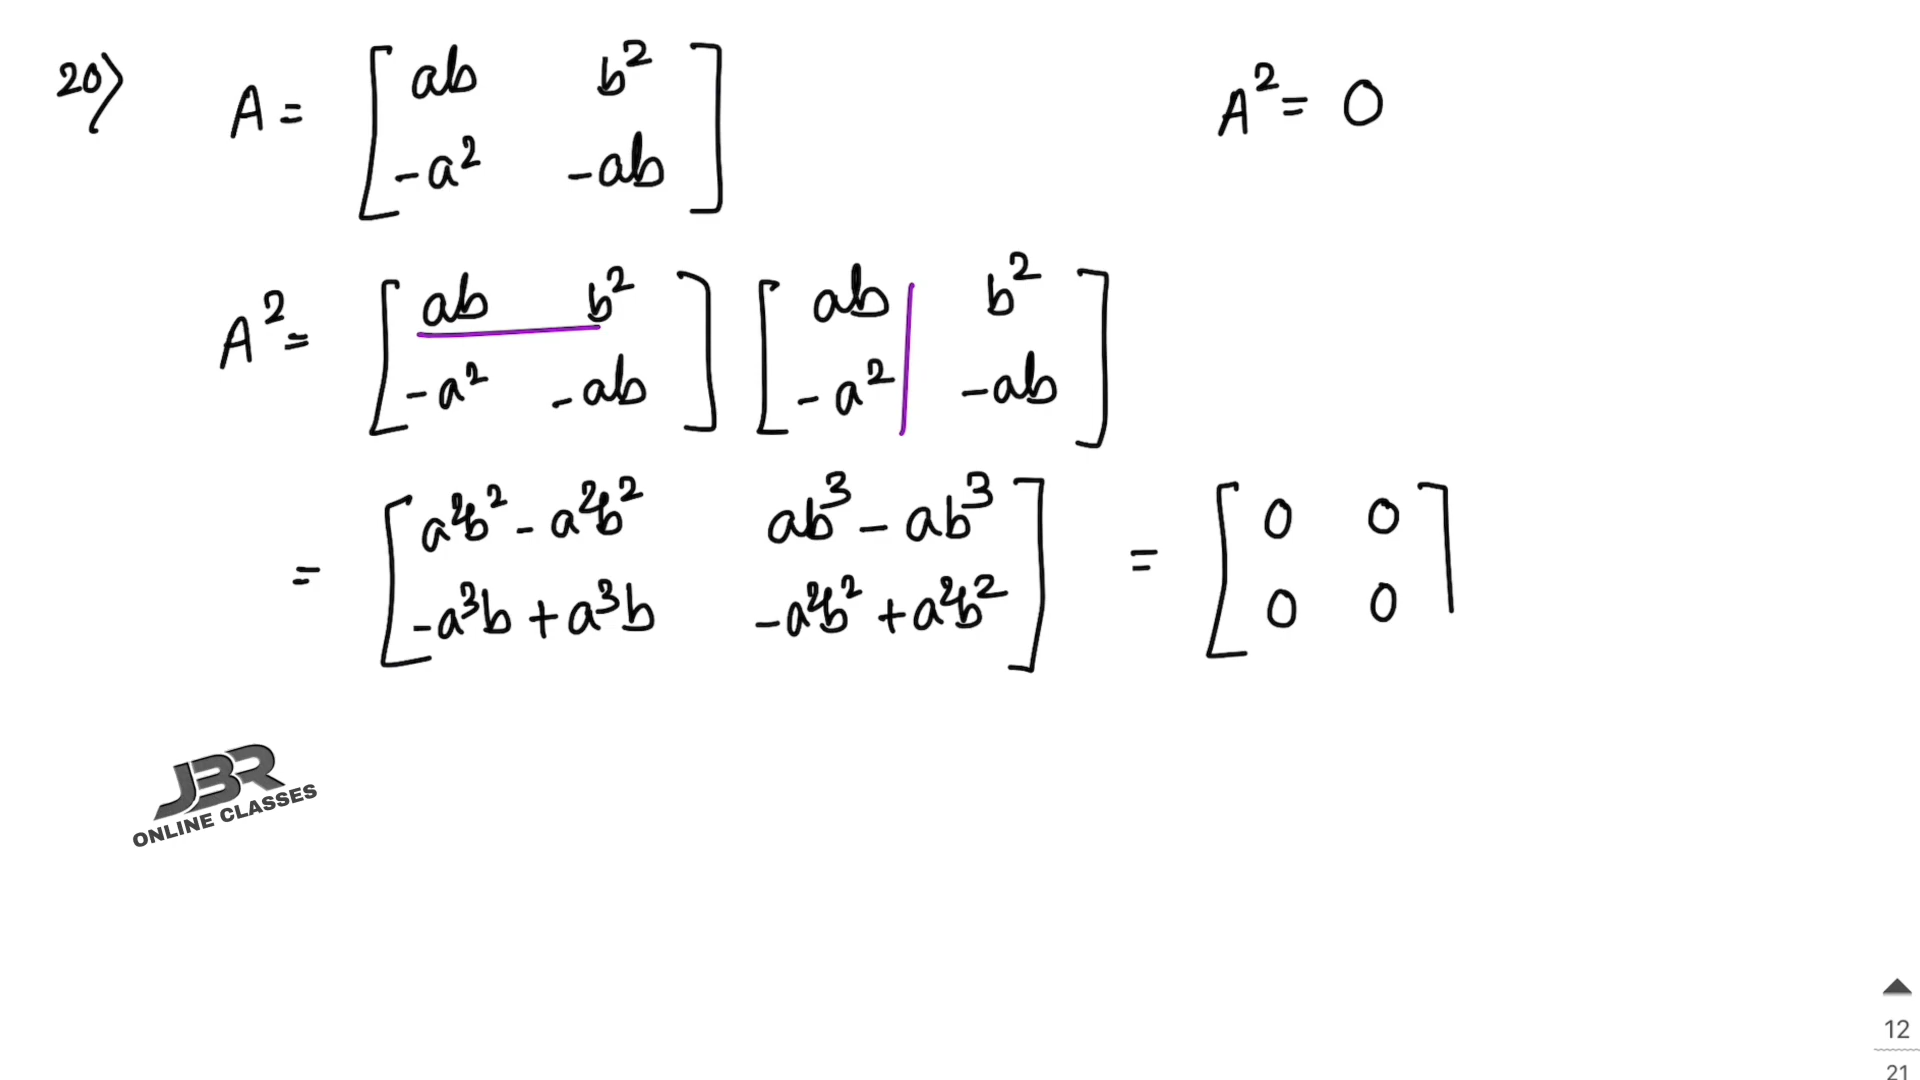 20) A = [ab b² -a² -ab] A² = 0
A² = [ab b² -a² -ab] [ab b² -a² -ab]
= [a²b² - a²b² ab³ - ab³ -a³b + a³b -a²b² + a²b²] = [0 0 0 0]
JBR
ONLINE CLASSES
12
21